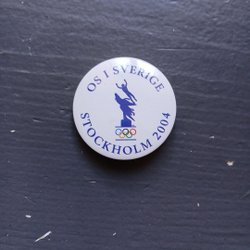 OS I SVERIGE
STOCKHOLM 2004